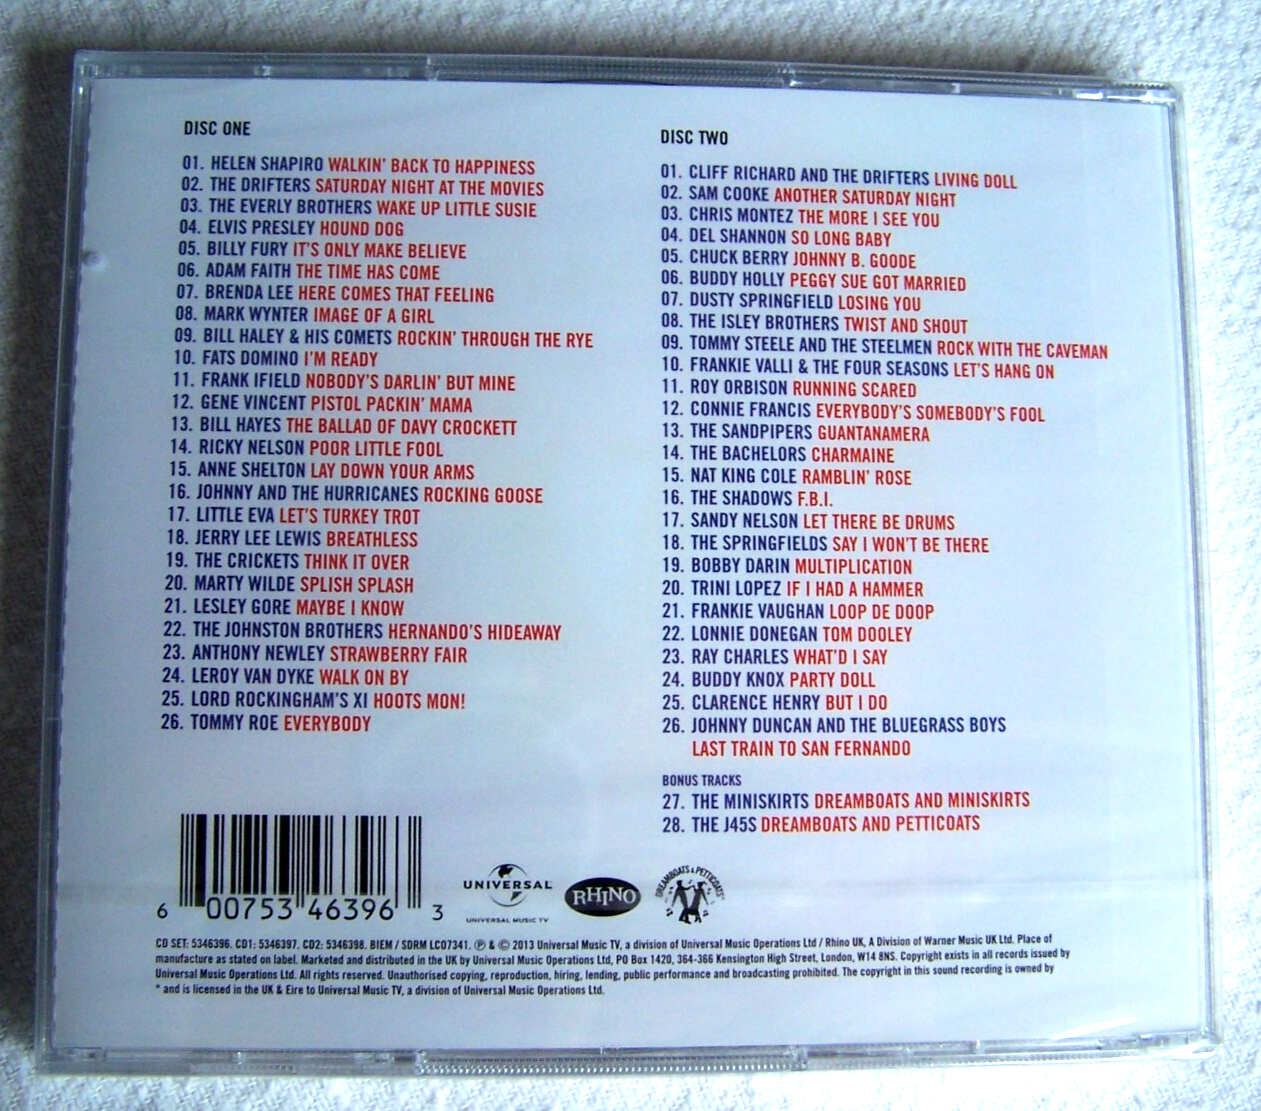 DISC ONE
01. HELEN SHAPIRO WALKIN' BACK TO HAPPINESS
02. THE DRIFTERS SATURDAY NIGHT AT THE MOVIES
03. THE EVERLY BROTHERS WAKE UP LITTLE SUSIE
04. ELVIS PRESLEY HOUND DOG
05. BILLY FURY IT'S ONLY MAKE BELIEVE
06. ADAM FAITH THE TIME HAS COME
07. BRENDA LEE HERE COMES THAT FEELING
08. MARK WYNTER IMAGE OF A GIRL
09. BILL HALEY & HIS COMETS ROCKIN' THROUGH THE RYE
10. FATS DOMINO I'M READY
11. FRANK IFIELD NOBODY'S DARLIN' BUT MINE
12. GENE VINCENT PISTOL PACKIN' MAMA
13. BILL HAYES THE BALLAD OF DAVY CROCKETT
14. RICKY NELSON POOR LITTLE FOOL
15. ANNE SHELTON LAY DOWN YOUR ARMS
16. JOHNNY AND THE HURRICANES ROCKING GOOSE
17. LITTLE EVA LET'S TURKEY TROT
18. JERRY LEE LEWIS BREATHLESS
19. THE CRICKETS THINK IT OVER
20. MARTY WILDE SPLISH SPLASH
21. LESLEY GORE MAYBE I KNOW
22. THE JOHNSTON BROTHERS HERNANDO'S HIDEAWAY
23. ANTHONY NEWLEY STRAWBERRY FAIR
24. LEROY VAN DYKE WALK ON BY
25. LORD ROCKINGHAM'S XI HOOTS MON!
26. TOMMY ROE EVERYBODY
DISC TWO
01. CLIFF RICHARD AND THE DRIFTERS LIVING DOLL
02. SAM COOKE ANOTHER SATURDAY NIGHT
03. CHRIS MONTEZ THE MORE I SEE YOU
04. DEL SHANNON SO LONG BABY
05. CHUCK BERRY JOHNNY B. GOODE
06. BUDDY HOLLY PEGGY SUE GOT MARRIED
07. DUSTY SPRINGFIELD LOSING YOU
08. THE ISLEY BROTHERS TWIST AND SHOUT
09. TOMMY STEELE AND THE STEELMEN ROCK WITH THE CAVEMAN
10. FRANKIE VALLI & THE FOUR SEASONS LET'S HANG ON
11. ROY ORBISON RUNNING SCARED
12. CONNIE FRANCIS EVERYBODY'S SOMEBODY'S FOOL
13. THE SANDPIPERS GUANTANAMERA
14. THE BACHELORS CHARMAINE
15. NAT KING COLE RAMBLIN' ROSE
16. THE SHADOWS F.B.I.
17. SANDY NELSON LET THERE BE DRUMS
18. THE SPRINGFIELDS SAY I WON'T BE THERE
19. BOBBY DARIN MULTIPLICATION
20. TRINI LOPEZ IF I HAD A HAMMER
21. FRANKIE VAUGHAN LOOP DE DOOP
22. LONNIE DONEGAN TOM DOOLEY
23. RAY CHARLES WHAT'D I SAY
24. BUDDY KNOX PARTY DOLL
25. CLARENCE HENRY BUT I DO
26. JOHNNY DUNCAN AND THE BLUEGRASS BOYS
LAST TRAIN TO SAN FERNANDO
BONUS TRACKS
27. THE MINISKIRTS DREAMBOATS AND MINISKIRTS
28. THE J45S DREAMBOATS AND PETTICOATS
6 00753 46396 3
UNIVERSAL
UNIVERSAL MUSIC TV
RHINO
DREAMBOATS & PETTICOATS
CD SET: 5346396. CD1: 5346397. CD2: 5346398. BIEM / SDRM LC07341. ℗ & © 2013 Universal Music TV, a division of Universal Music Operations Ltd / Rhino UK, A Division of Warner Music UK Ltd. Place of
manufacture as stated on label. Marketed and distributed in the UK by Universal Music Operations Ltd, PO Box 1420, 364-366 Kensington High Street, London, W14 8NS. Copyright exists in all records issued by
Universal Music Operations Ltd. All rights reserved. Unauthorised copying, reproduction, hiring, lending, public performance and broadcasting prohibited. The copyright in this sound recording is owned by
* and is licensed in the UK & Eire to Universal Music TV, a division of Universal Music Operations Ltd.